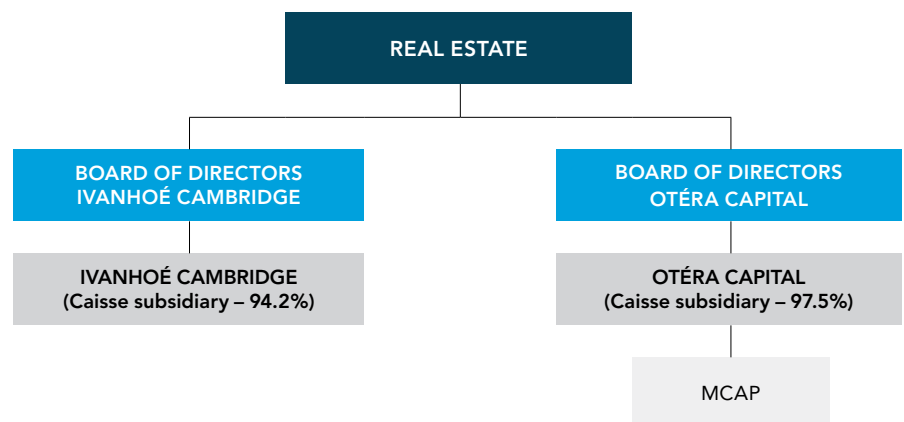 REAL ESTATE
BOARD OF DIRECTORS
IVANHOÉ CAMBRIDGE
BOARD OF DIRECTORS
OTÉRA CAPITAL
IVANHOÉ CAMBRIDGE
(Caisse subsidiary – 94.2%)
OTÉRA CAPITAL
(Caisse subsidiary – 97.5%)
MCAP